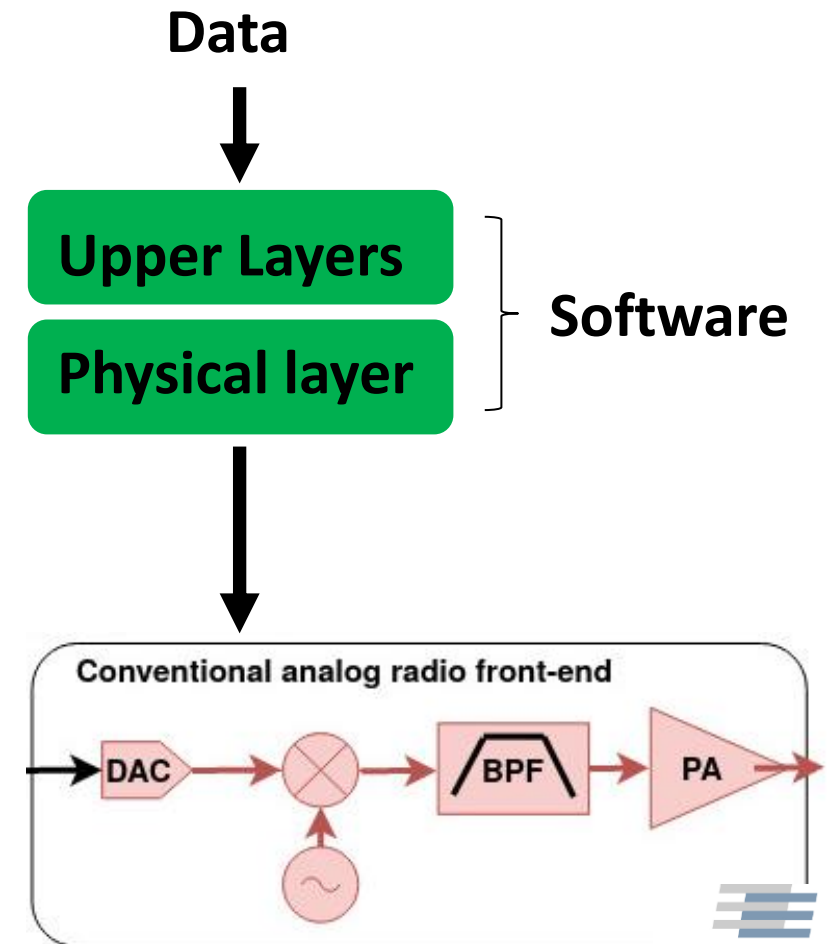 Data
Upper Layers
Software
Physical layer
Conventional analog radio front-end
DAC
BPF
PA